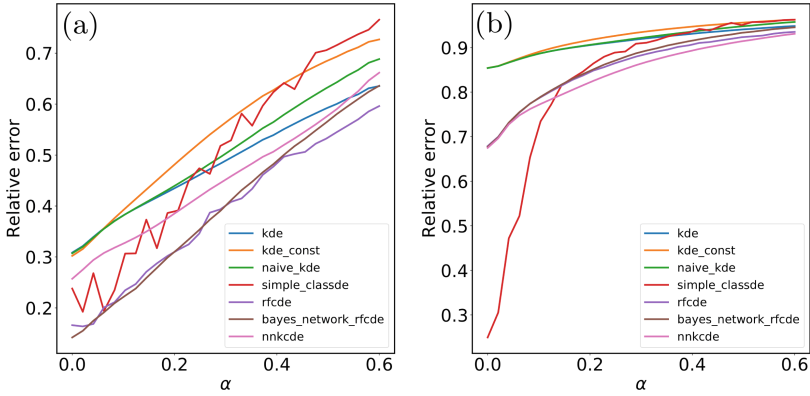 (a)
Relative error
0.7
0.6
0.5
0.4
0.3
0.2
0.0
0.2
0.4
0.6
α
kde
kde_const
naive_kde
simple_classde
rfcde
bayes_network_rfcde
nnkcde
(b)
Relative error
0.9
0.8
0.7
0.6
0.5
0.4
0.3
0.0
0.2
0.4
0.6
α
kde
kde_const
naive_kde
simple_classde
rfcde
bayes_network_rfcde
nnkcde